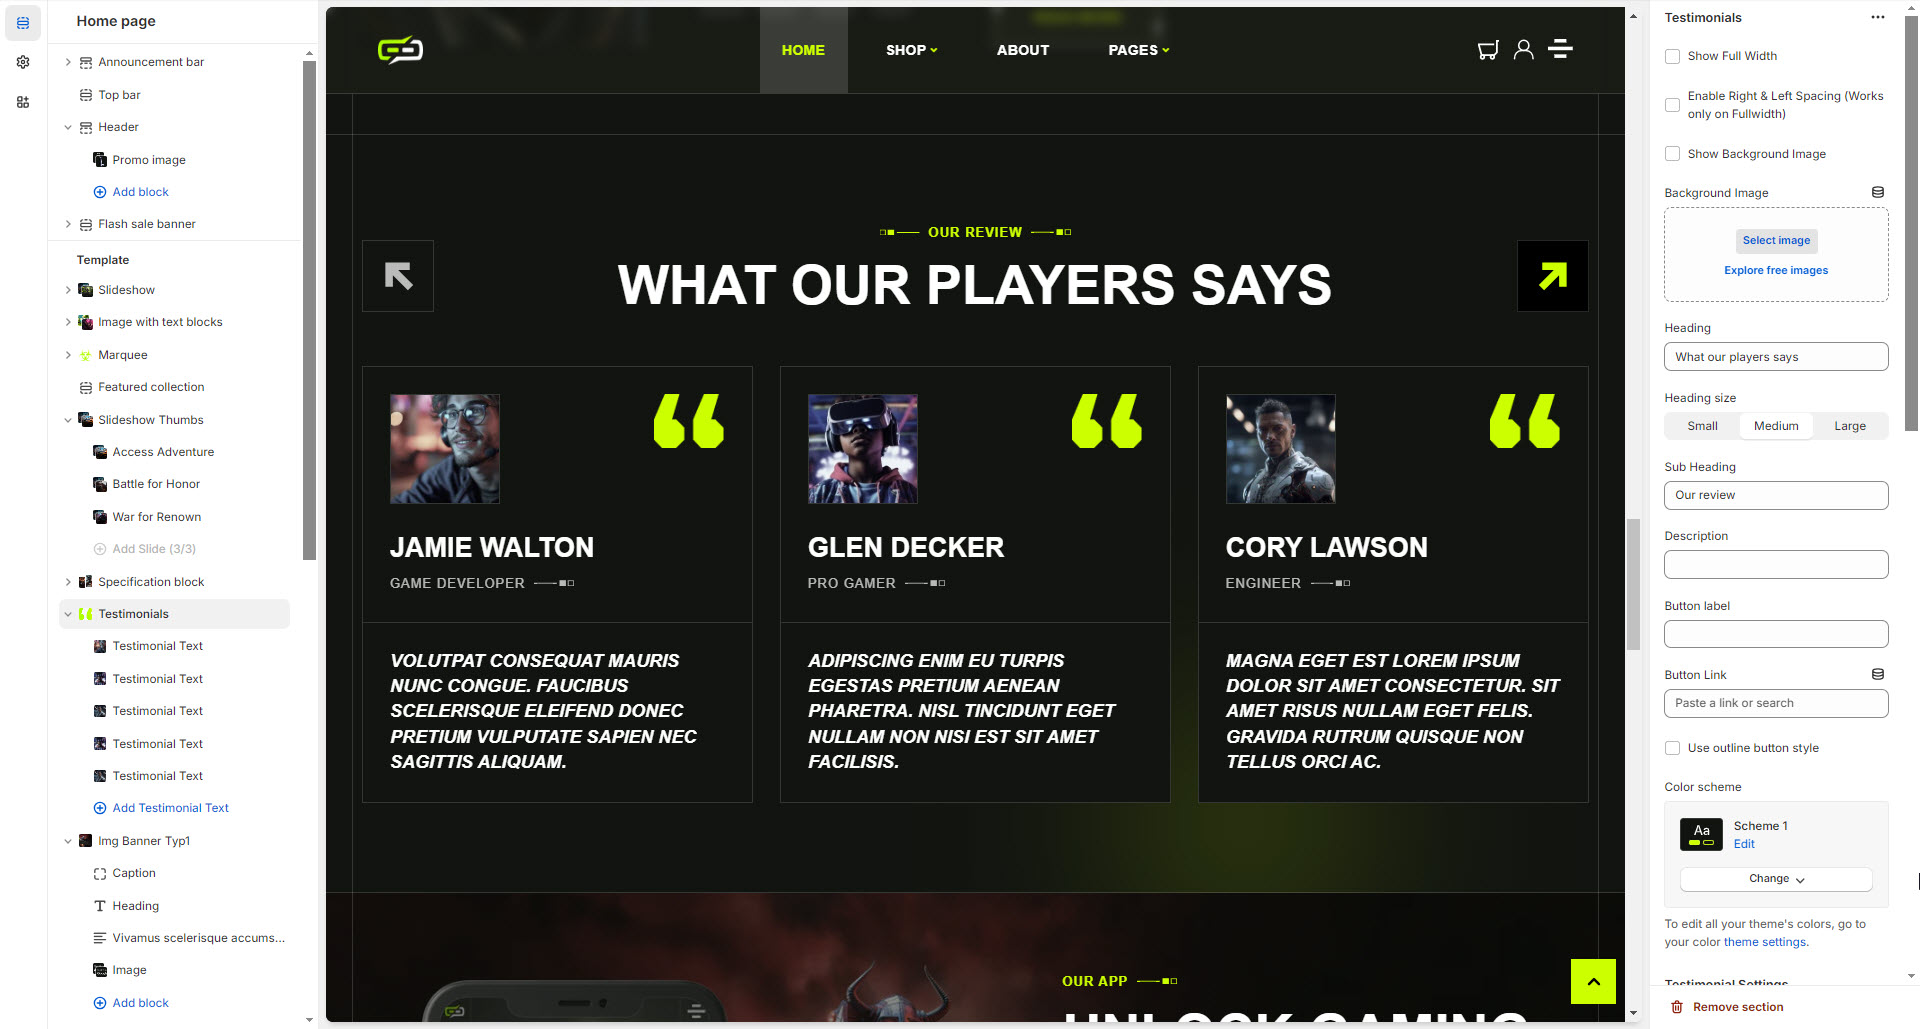 Home page
Announcement bar
Top bar
Header
Promo image
Add block
Flash sale banner
Template
Slideshow
Image with text blocks
Marquee
Featured collection
Slideshow Thumbs
Access Adventure
Battle for Honor
War for Renown
Add Slide (3/3)
Specification block
Testimonials
Testimonial Text
Testimonial Text
Testimonial Text
Testimonial Text
Testimonial Text
Add Testimonial Text
Img Banner Typ1
Caption
Heading
Vivamus scelerisque accums...
Image
Add block
HOME
SHOP
ABOUT
PAGES
OUR REVIEW
WHAT OUR PLAYERS SAYS
JAMIE WALTON
GAME DEVELOPER
VOLUTPAT CONSEQUAT MAURIS
NUNC CONGUE. FAUCIBUS
SCELERISQUE ELEIFEND DONEC
PRETIUM VULPUTATE SAPIEN NEC
SAGITTIS ALIQUAM.
GLEN DECKER
PRO GAMER
ADIPISCING ENIM EU TURPIS
EGESTAS PRETIUM AENEAN
PHARETRA. NISL TINCIDUNT EGET
NULLAM NON NISI EST SIT AMET
FACILISIS.
CORY LAWSON
ENGINEER
MAGNA EGET EST LOREM IPSUM
DOLOR SIT AMET CONSECTETUR. SIT
AMET RISUS NULLAM EGET FELIS.
GRAVIDA RUTRUM QUISQUE NON
TELLUS ORCI AC.
OUR APP
UNLOCK GAMING
Testimonials
Show Full Width
Enable Right & Left Spacing (Works
only on Fullwidth)
Show Background Image
Background Image
Select image
Explore free images
Heading
What our players says
Heading size
Small
Medium
Large
Sub Heading
Our review
Description
Button label
Button Link
Paste a link or search
Use outline button style
Color scheme
Aa
Scheme 1
Edit
Change
To edit all your theme's colors, go to
your color theme settings.
Testimonial Settings
Remove section